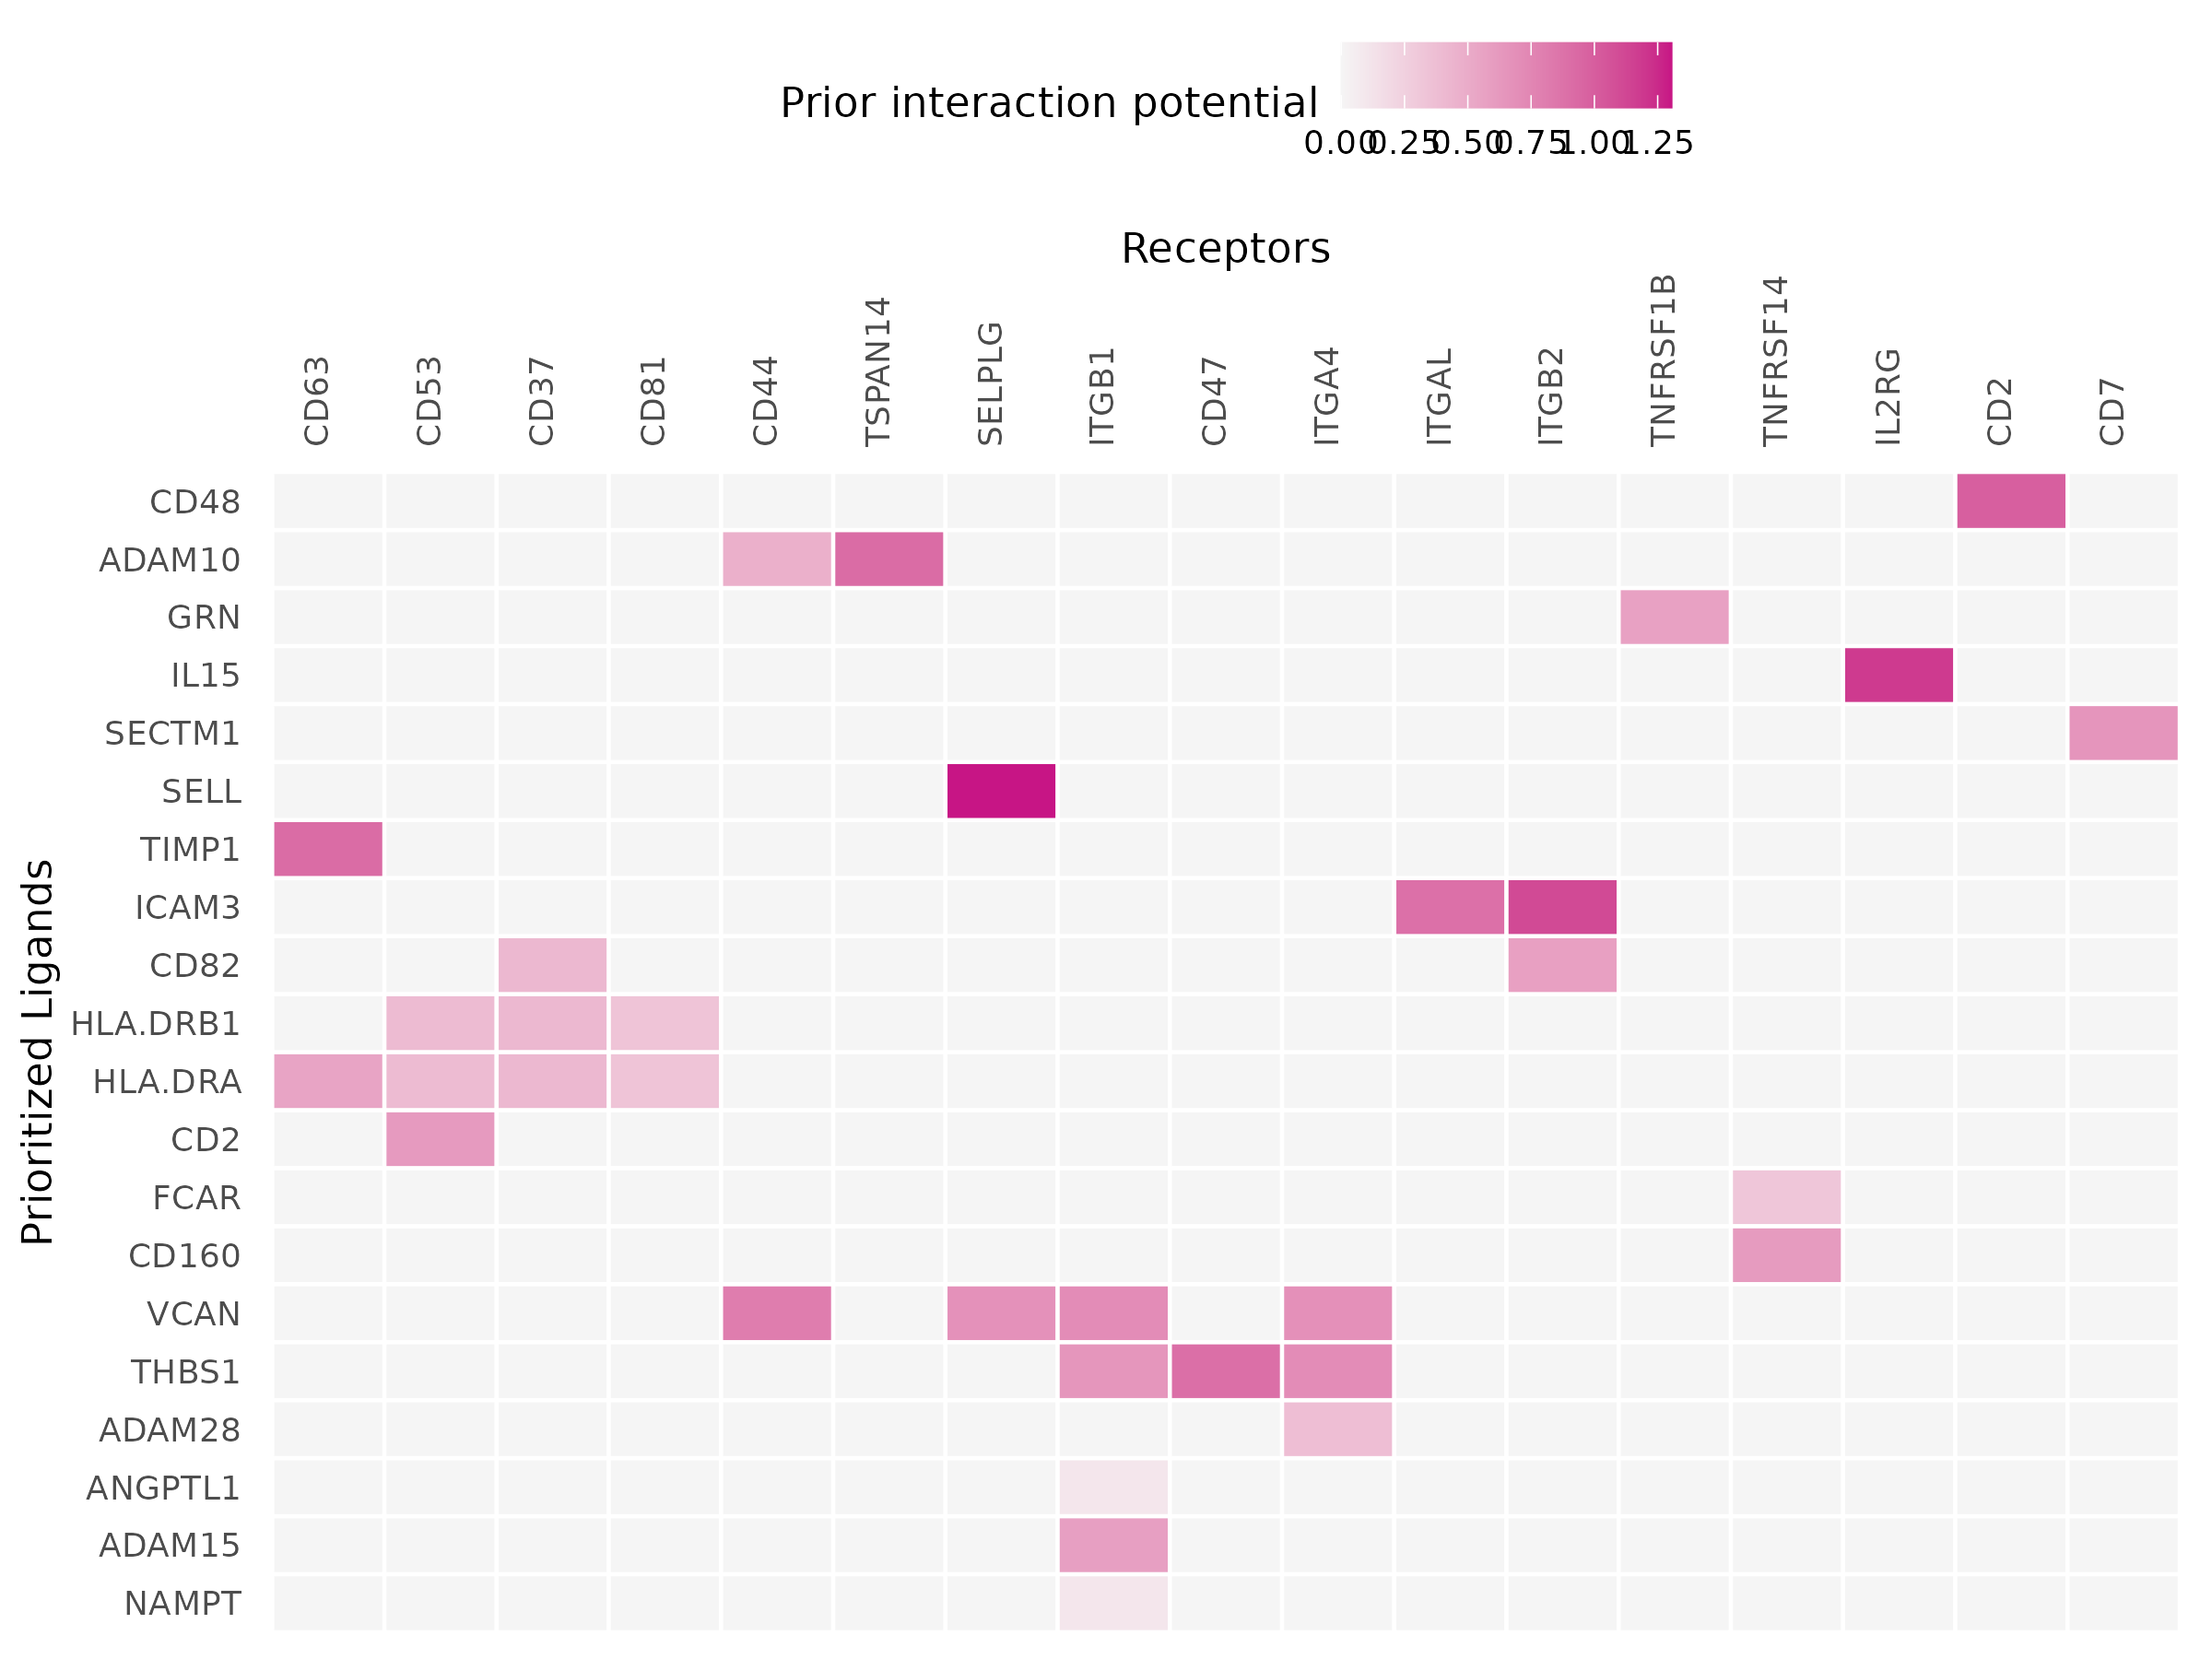 Prior interaction potential
0.00 0.25 0.50 0.75 1.00 1.25
Receptors
CD63 CD53 CD37 CD81 CD44 TSPAN14 SELPLG ITGB1 CD47 ITGA4 ITGAL ITGB2 TNFRSF1B TNFRSF14 IL2RG CD2 CD7
Prioritized Ligands
CD48
ADAM10
GRN
IL15
SECTM1
SELL
TIMP1
ICAM3
CD82
HLA.DRB1
HLA.DRA
CD2
FCAR
CD160
VCAN
THBS1
ADAM28
ANGPTL1
ADAM15
NAMPT